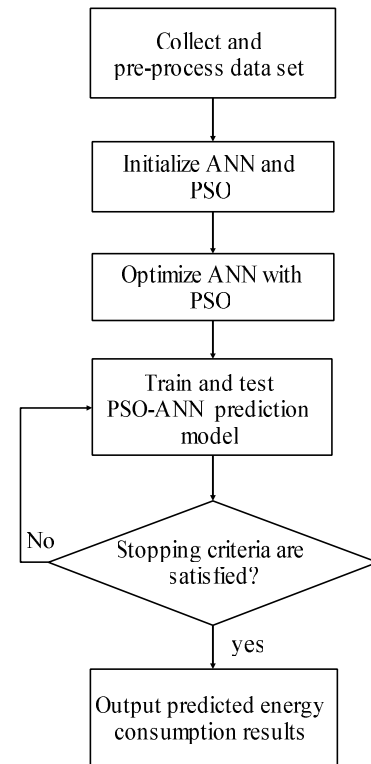 Collect and
pre-process data set
Initialize ANN and
PSO
Optimize ANN with
PSO
Train and test
PSO-ANN prediction
model
No
Stopping criteria are
satisfied?
yes
Output predicted energy
consumption results